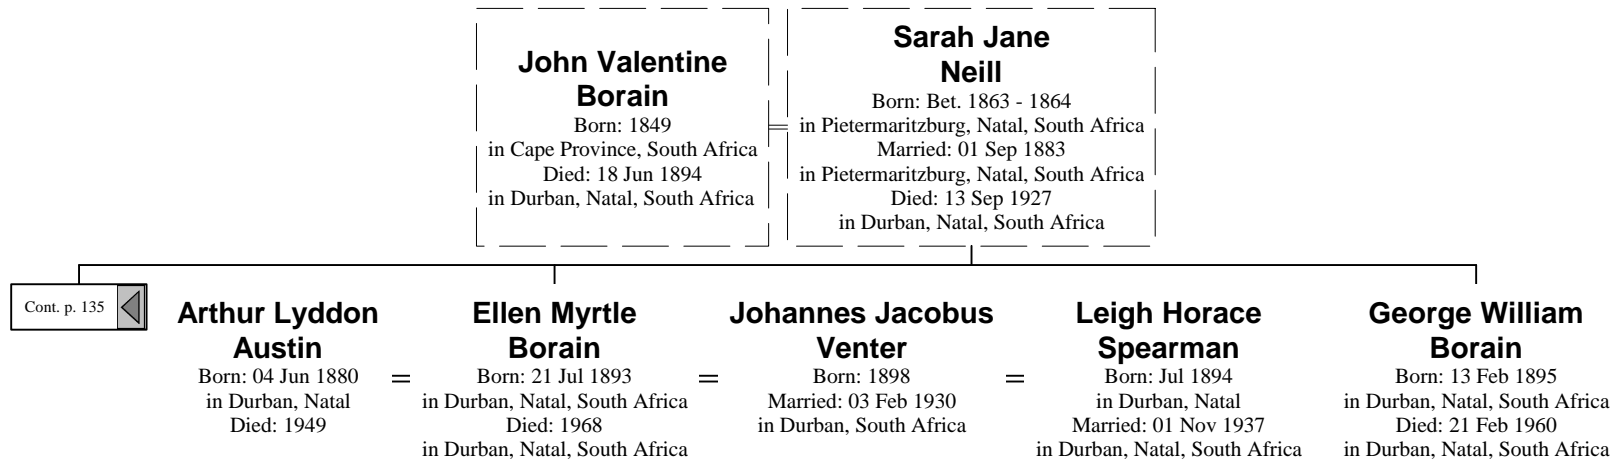 John Valentine
Borain
Born: 1849
in Cape Province, South Africa
Died: 18 Jun 1894
in Durban, Natal, South Africa
Sarah Jane
Neill
Born: Bet. 1863 - 1864
in Pietermaritzburg, Natal, South Africa
Married: 01 Sep 1883
in Pietermaritzburg, Natal, South Africa
Died: 13 Sep 1927
in Durban, Natal, South Africa
Cont. p. 135
Arthur Lyddon
Austin
Born: 04 Jun 1880
in Durban, Natal
Died: 1949
=
Ellen Myrtle
Borain
Born: 21 Jul 1893
in Durban, Natal, South Africa
Died: 1968
in Durban, Natal, South Africa
=
Johannes Jacobus
Venter
Born: 1898
Married: 03 Feb 1930
in Durban, South Africa
=
Leigh Horace
Spearman
Born: Jul 1894
in Durban, Natal
Married: 01 Nov 1937
in Durban, Natal, South Africa
George William
Borain
Born: 13 Feb 1895
in Durban, Natal, South Africa
Died: 21 Feb 1960
in Durban, Natal, South Africa